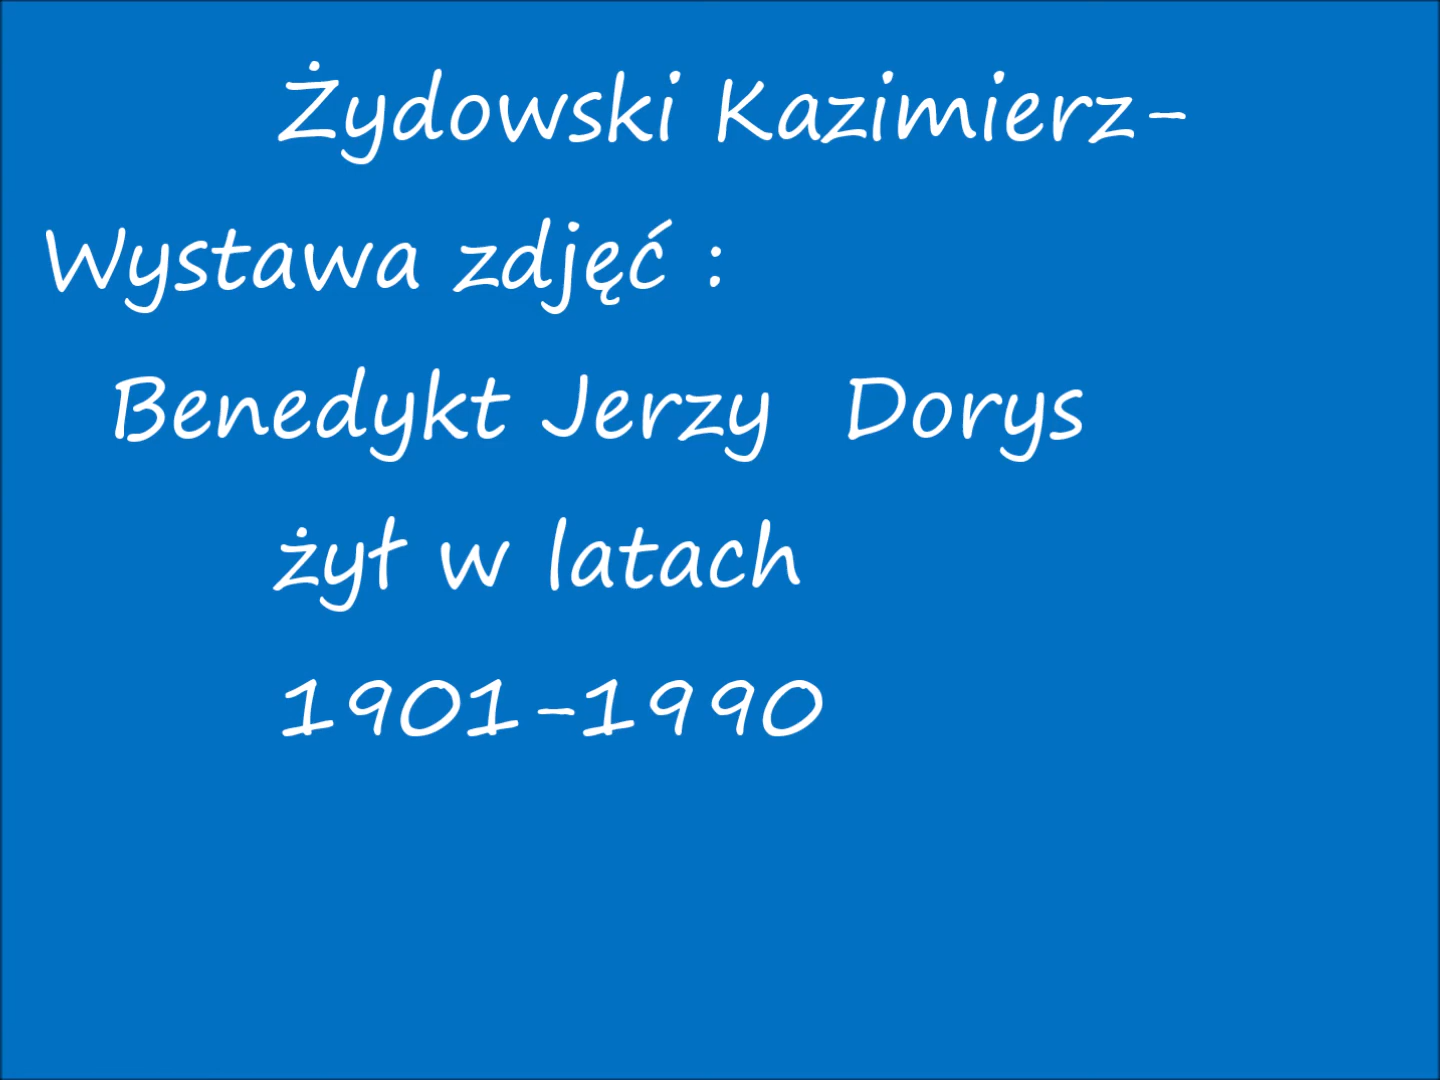 Żydowski Kazimierz-
Wystawa zdjęć :
Benedykt Jerzy Dorys
żył w latach
1901-1990